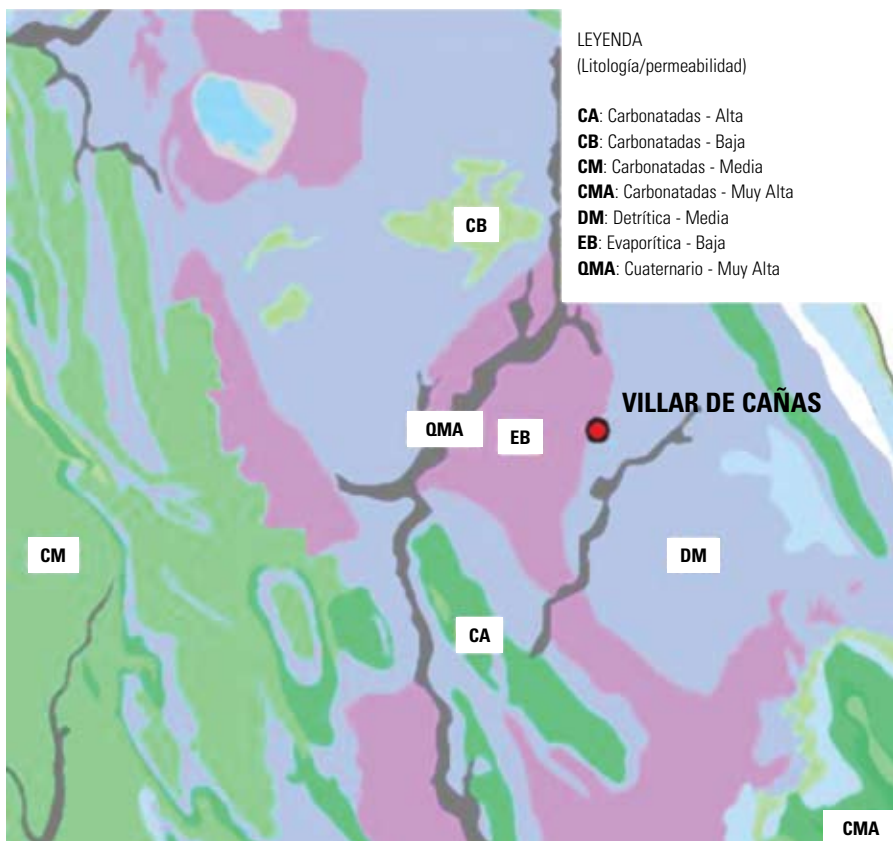 LEYENDA
(Litología/permeabilidad)
CA: Carbonatadas - Alta
CB: Carbonatadas - Baja
CM: Carbonatadas - Media
CMA: Carbonatadas - Muy Alta
DM: Detrítica - Media
EB: Evaporítica - Baja
QMA: Cuaternario - Muy Alta
CB
VILLAR DE CAÑAS
QMA
EB
CM
DM
CA
CMA